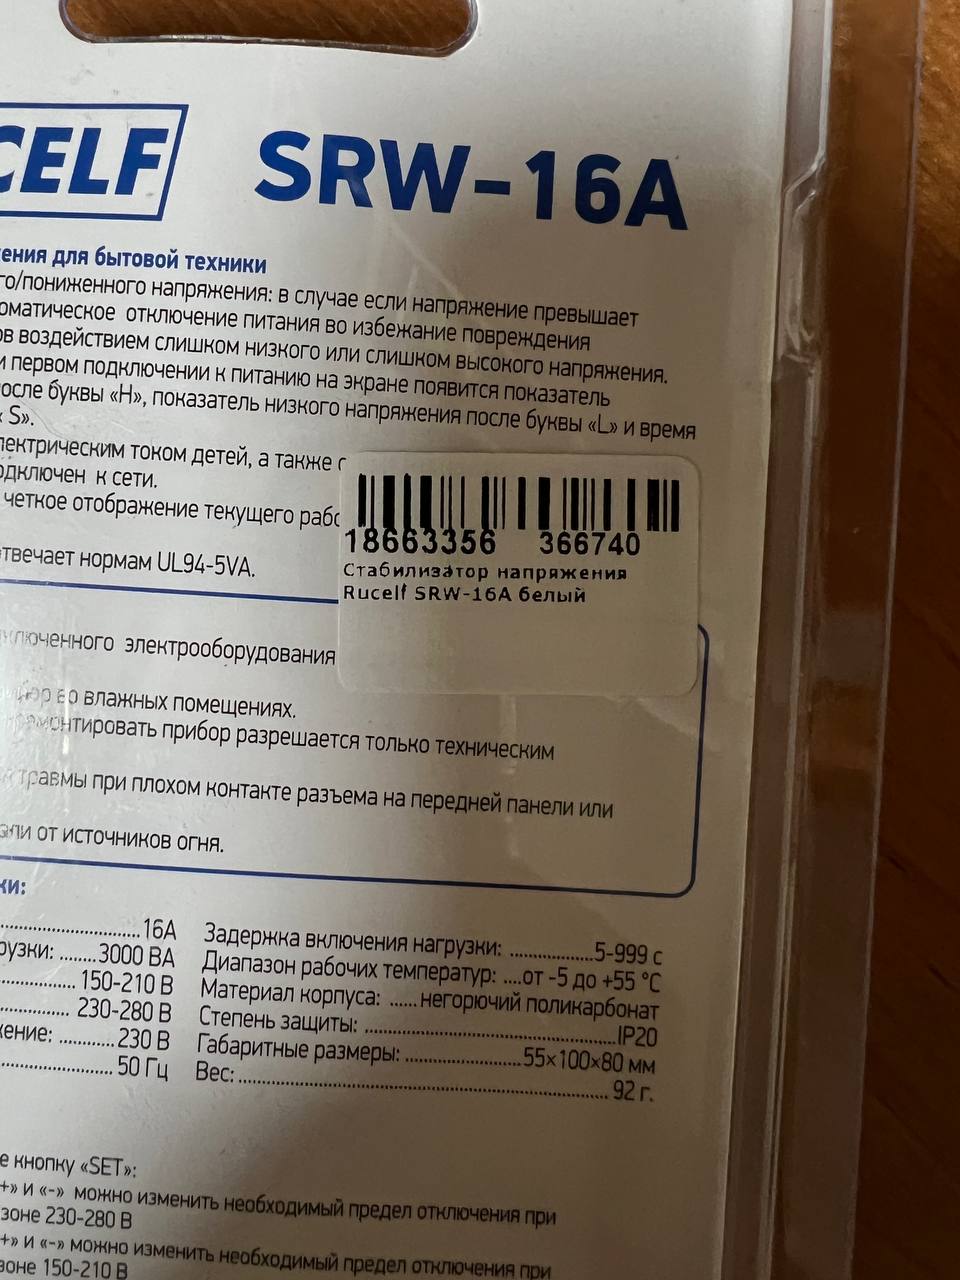 CELF SRW-16A
ения для бытовой техники
го/пониженного напряжения: в случае если напряжение превышает
оматическое отключение питания во избежание повреждения
ов воздействием слишком низкого или слишком высокого напряжения.
и первом подключении к питанию на экране появится показатель
после буквы «H», показатель низкого напряжения после буквы «L» и время
« S».
лектрическим током детей, а также с
одключен к сети.
четкое отображение текущего рабо
отвечает нормам UL94-5VA.
18663356 366740
Стабилизатор напряжения
Rucelf SRW-16A белый
ключенного электрооборудования
во влажных помещениях.
ремонтировать прибор разрешается только техническим
травмы при плохом контакте разъема на передней панели или
али от источников огня.
ки:
16А
рузки: ........3000 ВА
150-210 В
230-280 В
жение: ...........230 В
50 Гц
Задержка включения нагрузки: ................5-999 с
Диапазон рабочих температур: ....от -5 до +55 °C
Материал корпуса: ......негорючий поликарбонат
Степень защиты: ................IP20
Габаритные размеры: ................55×100×80 мм
Вес: ................92 г.
е кнопку «SET»:
+» и «-» можно изменить необходимый предел отключения при
зоне 230-280 В
+» и «-» можно изменить необходимый предел отключения при
зоне 150-210 В